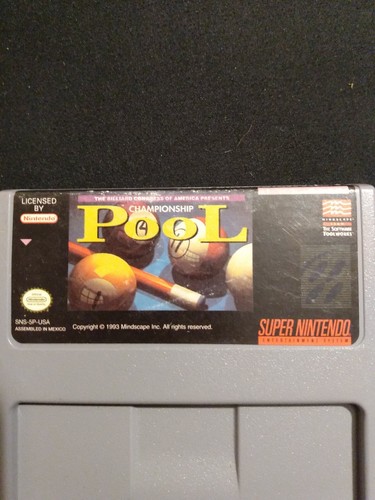 LICENSED
BY
Nintendo
THE BILLIARD CONGRESS OF AMERICA PRESENTS
CHAMPIONSHIP
POOL
MINDSCAPE
THE SOFTWARE
TOOLWORKS
SNS-5P-USA
ASSEMBLED IN MEXICO
Copyright © 1993 Mindscape Inc. All rights reserved.
SUPER NINTENDO
ENTERTAINMENT SYSTEM